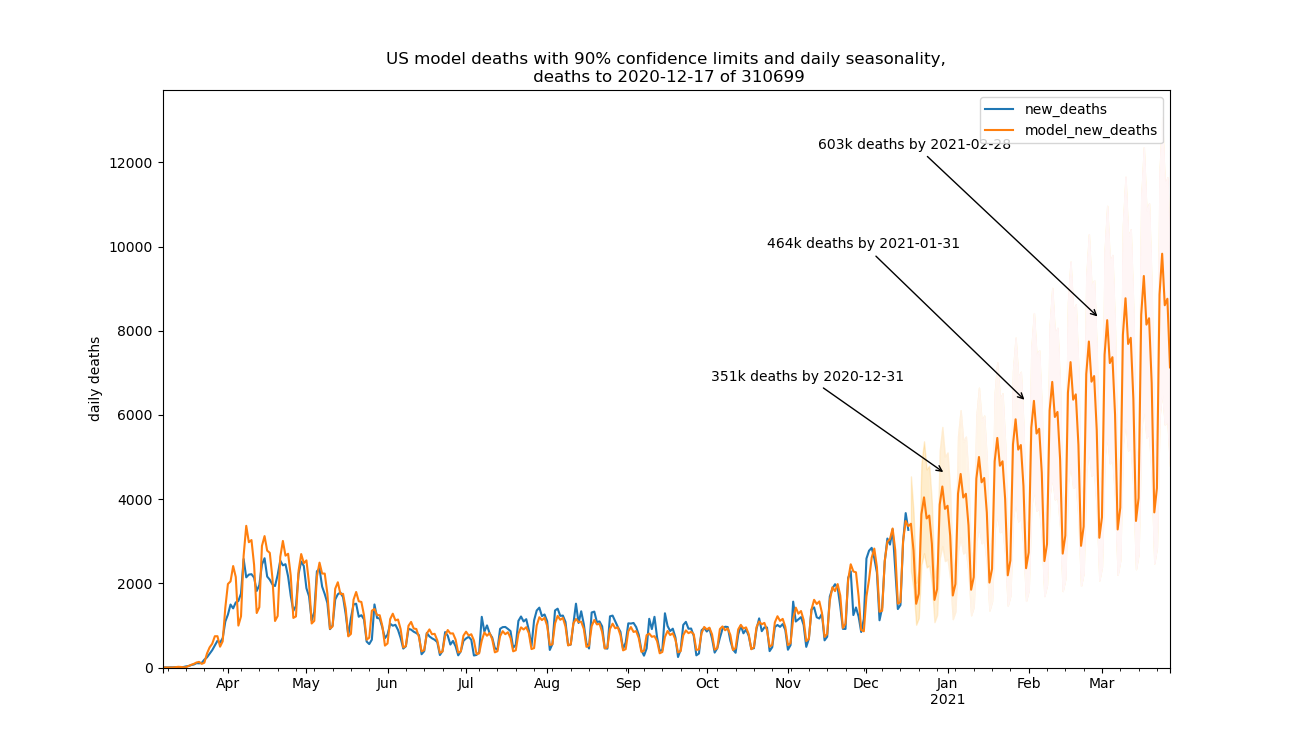 US model deaths with 90% confidence limits and daily seasonality,
deaths to 2020-12-17 of 310699
new_deaths
model_new_deaths
603k deaths by 2021-02-28
464k deaths by 2021-01-31
351k deaths by 2020-12-31
daily deaths
12000
10000
8000
6000
4000
2000
0
Apr May Jun Jul Aug Sep Oct Nov Dec Jan Feb Mar
2021